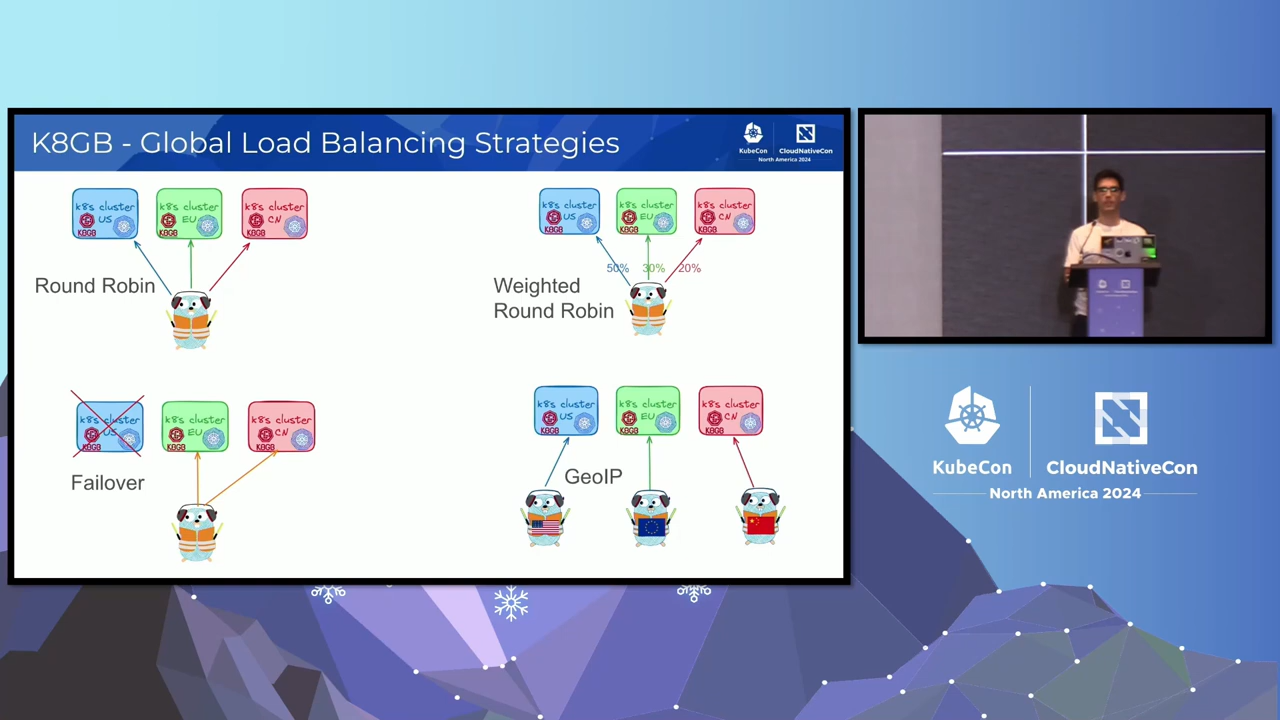 K8GB - Global Load Balancing Strategies
KubeCon
CloudNativeCon
North America 2024
k8s cluster
US
K8GB
k8s cluster
EU
K8GB
k8s cluster
CN
K8GB
Round Robin
k8s cluster
US
K8GB
k8s cluster
EU
K8GB
k8s cluster
CN
K8GB
50%
30%
20%
Weighted
Round Robin
k8s cluster
US
K8GB
k8s cluster
EU
K8GB
k8s cluster
CN
K8GB
Failover
k8s cluster
US
K8GB
k8s cluster
EU
K8GB
k8s cluster
CN
K8GB
GeoIP
KubeCon
CloudNativeCon
North America 2024